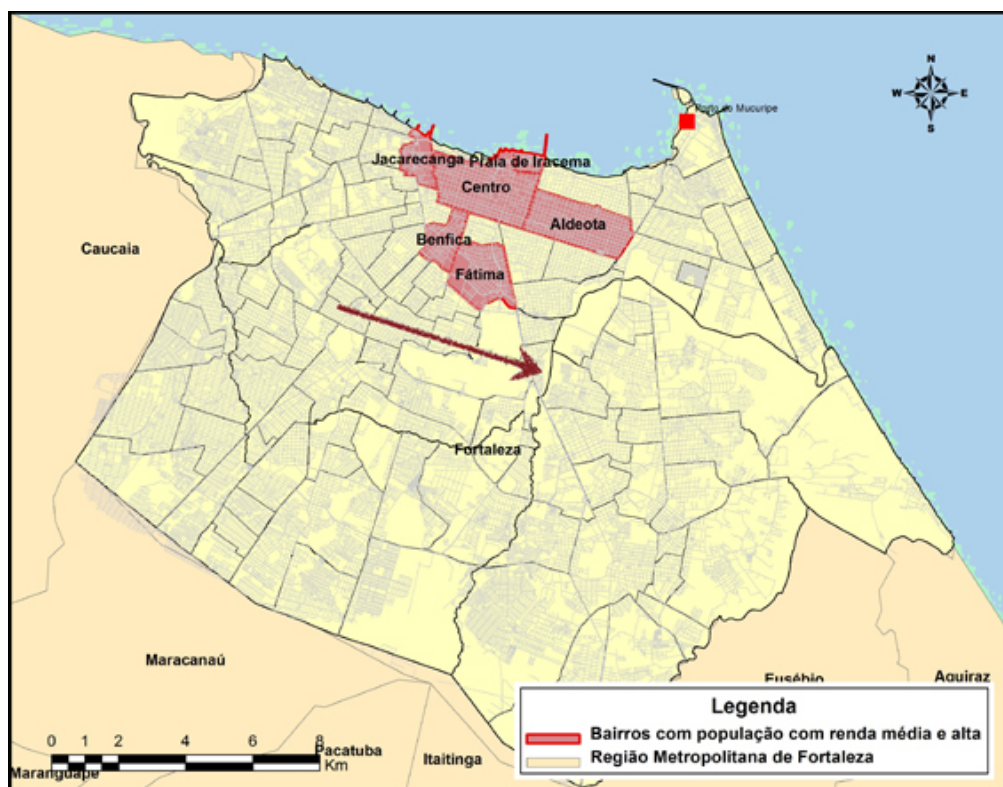 N
W E
S
Porto do Mucuripe
Jacarecanga Praia de Iracema
Centro
Aldeota
Benfica
Fátima
Caucaia
Fortaleza
Maracanaú
Eusébio
Aquiraz
Legenda
Bairros com população com renda média e alta
Região Metropolitana de Fortaleza
0 1 2 4 6 8
Km
Pacatuba
Maranguape
Itaitinga